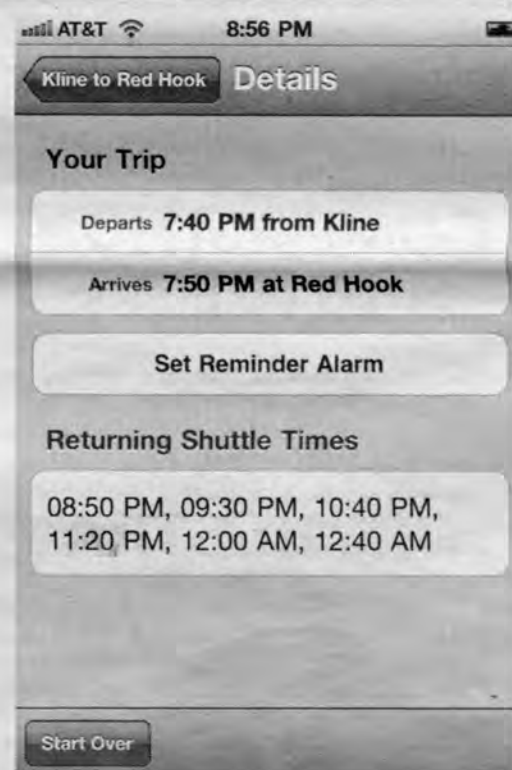 AT&T 8:56 PM
Kline to Red Hook Details
Your Trip
Departs 7:40 PM from Kline
Arrives 7:50 PM at Red Hook
Set Reminder Alarm
Returning Shuttle Times
08:50 PM, 09:30 PM, 10:40 PM,
11:20 PM, 12:00 AM, 12:40 AM
Start Over